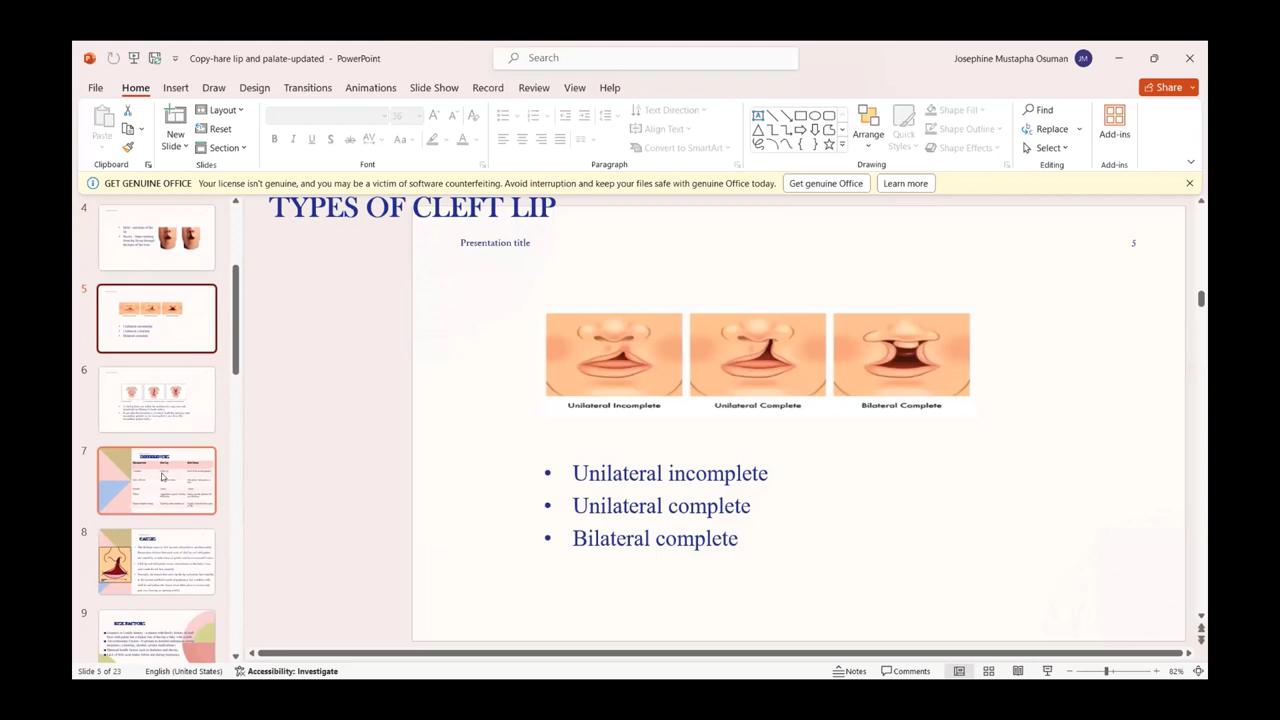 Copy-hare lip and palate-updated - PowerPoint
Search
Josephine Mustapha Osuman
JM
File Home Insert Draw Design Transitions Animations Slide Show Record Review View Help
Share
Paste
New Slide
Layout
Reset
Section
36
Text Direction
Align Text
Convert to SmartArt
Arrange
Quick Styles
Shape Fill
Shape Outline
Shape Effects
Find
Replace
Select
Add-ins
Clipboard
Slides
Font
Paragraph
Drawing
Editing
Add-ins
GET GENUINE OFFICE Your license isn't genuine, and you may be a victim of software counterfeiting. Avoid interruption and keep your files safe with genuine Office today.
Get genuine Office
Learn more
TYPES OF CLEFT LIP
Presentation title
5
Unilateral Incomplete
Unilateral Complete
Bilateral Complete
• Unilateral incomplete
• Unilateral complete
• Bilateral complete
4
5
6
7
8
CAUSES
9
RISK FACTORS
Slide 5 of 23
English (United States)
Accessibility: Investigate
Notes
Comments
82%